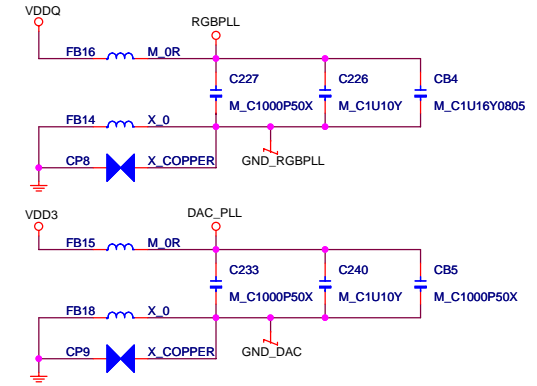 VDDQ
RGBPLL
FB16 M_0R
C227 C226 CB4
M_C1000P50X M_C1U10Y M_C1U16Y0805
FB14 X_0
CP8 X_COPPER GND_RGBPLL
VDD3 DAC_PLL
FB15 M_0R
C233 C240 CB5
M_C1000P50X M_C1U10Y M_C1000P50X
FB18 X_0
CP9 X_COPPER GND_DAC